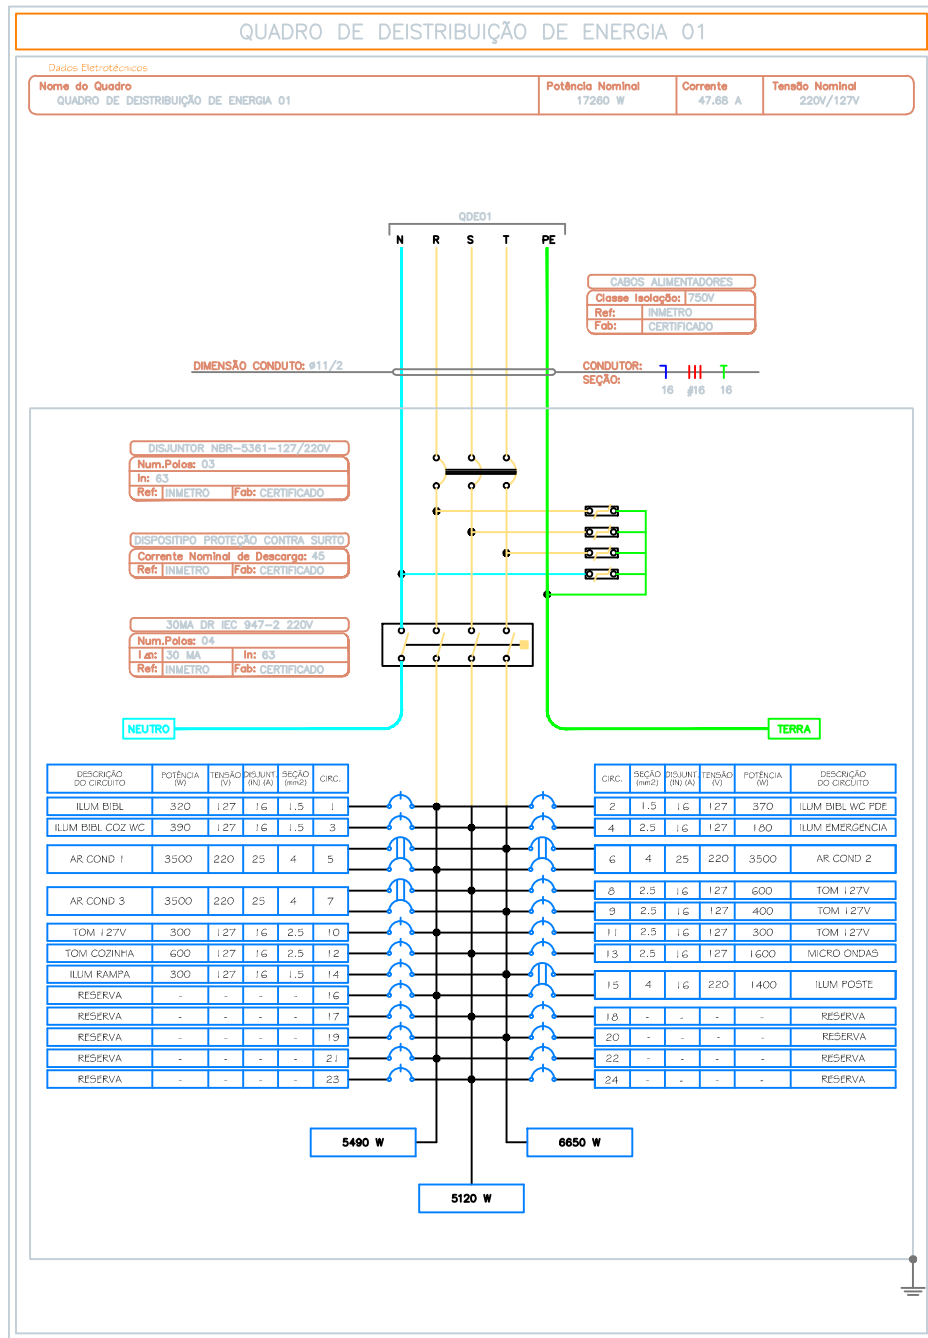 QUADRO DE DEISTRIBUIÇÃO DE ENERGIA 01
Dados Eletrotécnicos
Nome do Quadro Potência Nominal Corrente Tensão Nominal
QUADRO DE DEISTRIBUIÇÃO DE ENERGIA 01 17260 W 47.68 A 220V/127V
QDE01
N R S T PE
CABOS ALIMENTADORES
Classe Isolação: 750V
Ref: INMETRO
Fab: CERTIFICADO
DIMENSÃO CONDUTO: ø11/2
CONDUTOR:
SEÇÃO: 16 #16 16
DISJUNTOR NBR-5361-127/220V
Num.Polos: 03
In: 63
Ref: INMETRO Fab: CERTIFICADO
DISPOSITIPO PROTEÇÃO CONTRA SURTO
Corrente Nominal de Descarga: 45
Ref: INMETRO Fab: CERTIFICADO
30MA DR IEC 947-2 220V
Num.Polos: 04
I⊿n: 30 MA In: 63
Ref: INMETRO Fab: CERTIFICADO
NEUTRO TERRA
DESCRIÇÃO DO CIRCUITO POTÊNCIA (W) TENSÃO (V) DISJUNT. (IN) (A) SEÇÃO (mm2) CIRC.
ILUM BIBL 320 127 16 1.5 1
ILUM BIBL COZ WC 390 127 16 1.5 3
AR COND 1 3500 220 25 4 5
AR COND 3 3500 220 25 4 7
TOM 127V 300 127 16 2.5 10
TOM COZINHA 600 127 16 2.5 12
ILUM RAMPA 300 127 16 1.5 14
RESERVA - - - - 16
RESERVA - - - - 17
RESERVA - - - - 19
RESERVA - - - - 21
RESERVA - - - - 23
CIRC. SEÇÃO (mm2) DISJUNT. (IN) (A) TENSÃO (V) POTÊNCIA (W) DESCRIÇÃO DO CIRCUITO
2 1.5 16 127 370 ILUM BIBL WC PDE
4 2.5 16 127 180 ILUM EMERGENCIA
6 4 25 220 3500 AR COND 2
8 2.5 16 127 600 TOM 127V
9 2.5 16 127 400 TOM 127V
11 2.5 16 127 300 TOM 127V
13 2.5 16 127 1600 MICRO ONDAS
15 4 16 220 1400 ILUM POSTE
18 - - - - RESERVA
20 - - - - RESERVA
22 - - - - RESERVA
24 - - - - RESERVA
5490 W 6650 W
5120 W